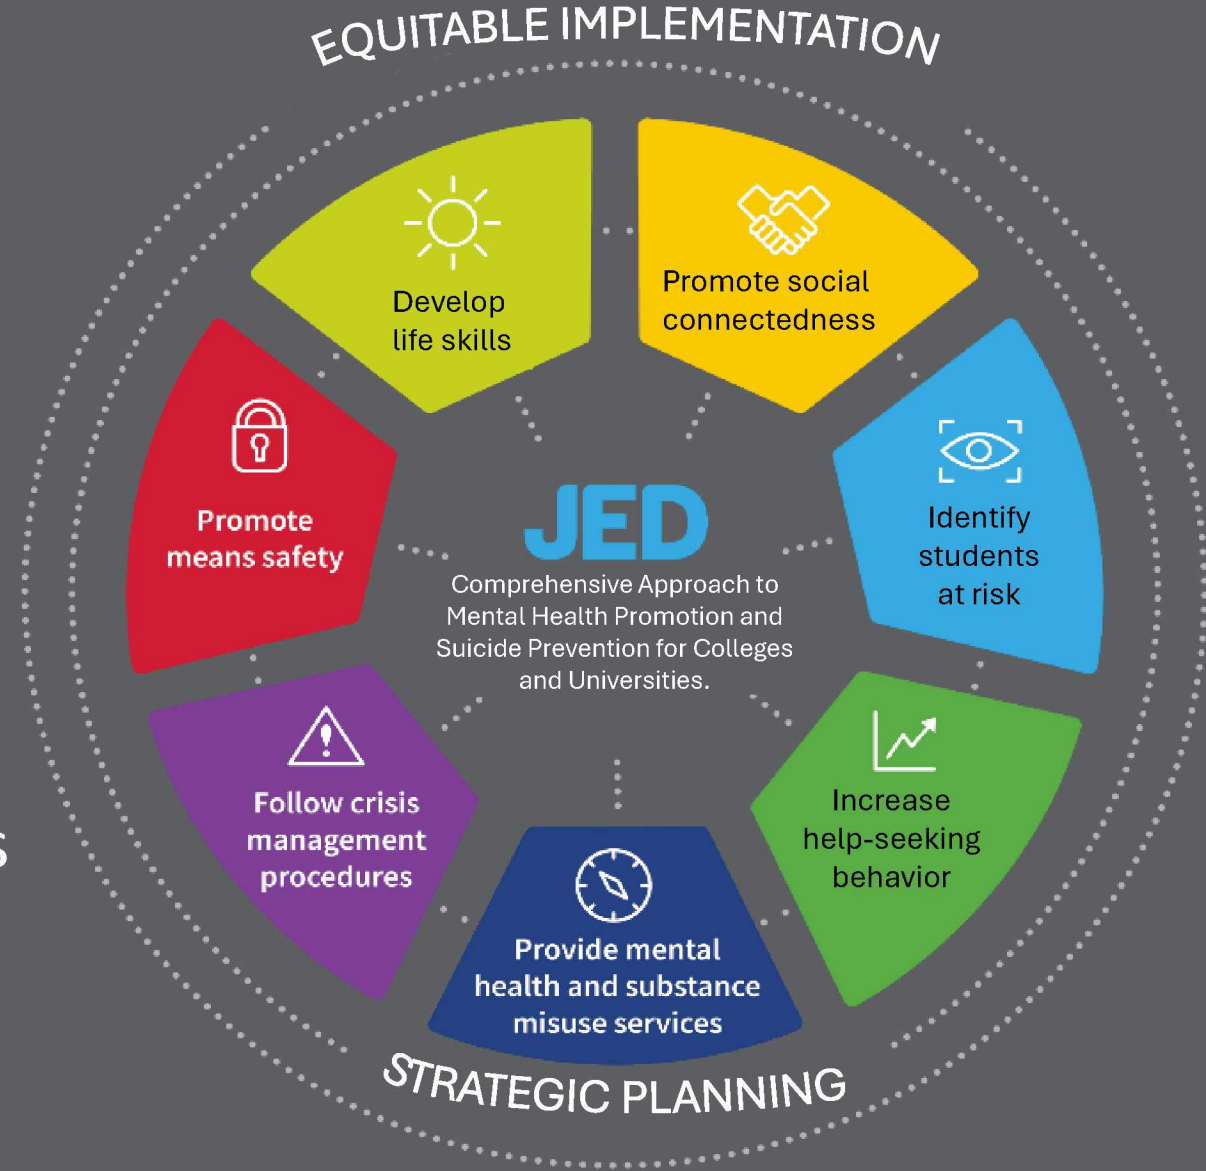 EQUITABLE IMPLEMENTATION
Develop
life skills
Promote social
connectedness
Promote
means safety
Identify
students
at risk
JED
Comprehensive Approach to
Mental Health Promotion and
Suicide Prevention for Colleges
and Universities.
Follow crisis
management
procedures
Increase
help-seeking
behavior
Provide mental
health and substance
misuse services
STRATEGIC PLANNING